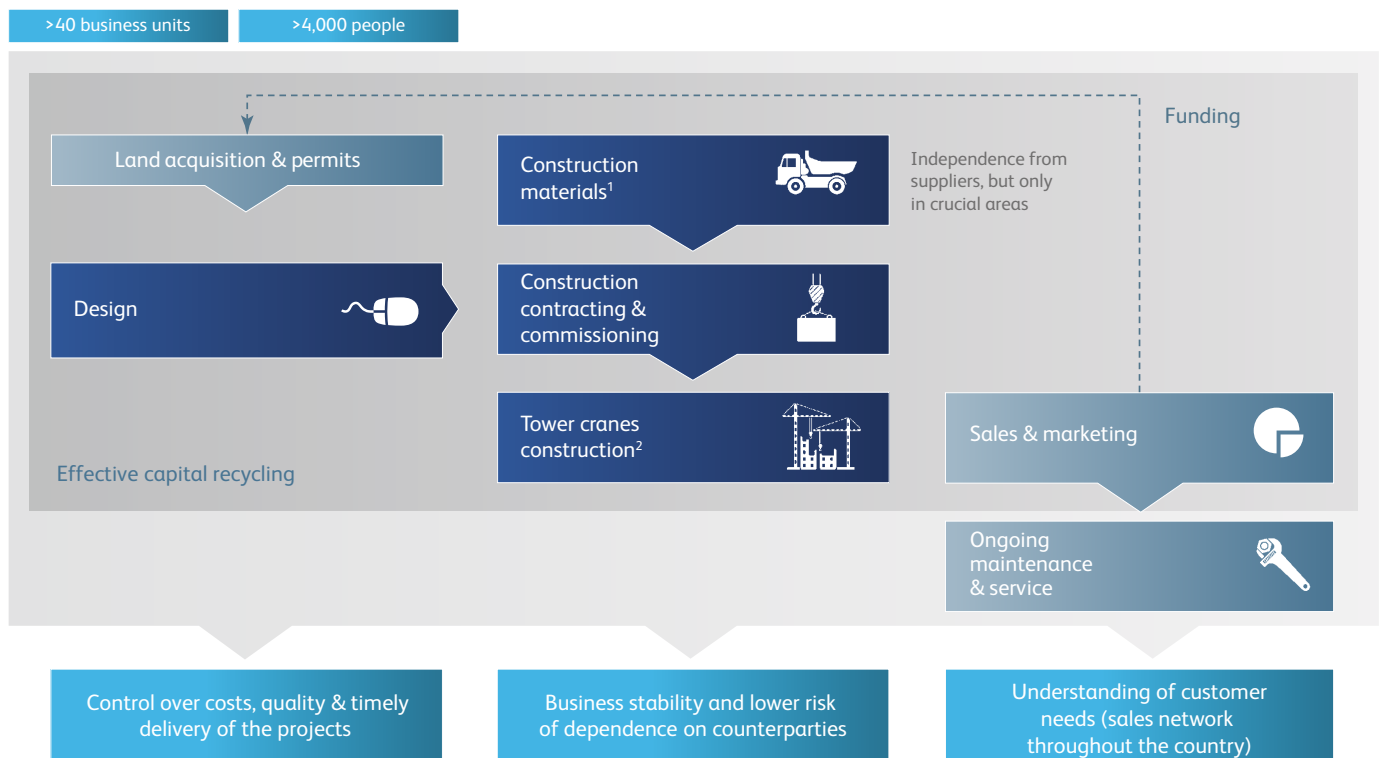 >40 business units
>4,000 people
Funding
Land acquisition & permits
Construction
materials¹
Independence from
suppliers, but only
in crucial areas
Design
Construction
contracting &
commissioning
Tower cranes
construction²
Sales & marketing
Effective capital recycling
Ongoing
maintenance
& service
Control over costs, quality & timely
delivery of the projects
Business stability and lower risk
of dependence on counterparties
Understanding of customer
needs (sales network
throughout the country)